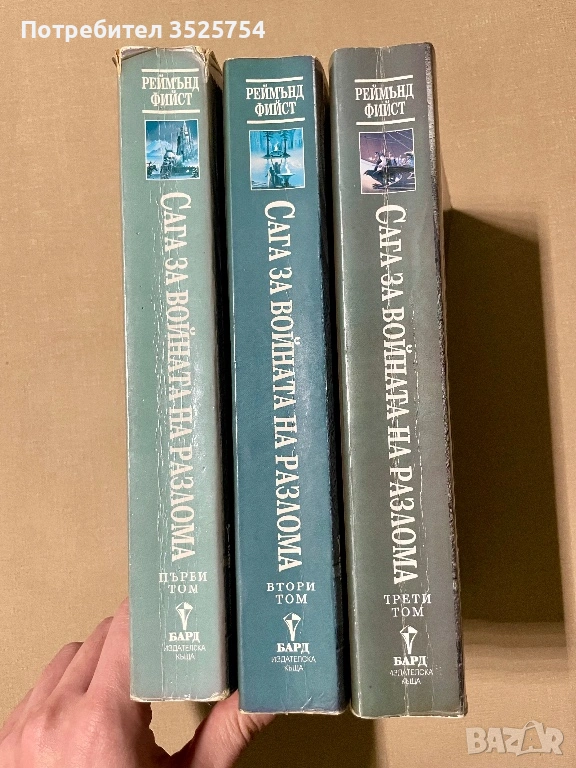 Потребител 3525754
РЕЙМЪНД
ФИЙСТ
САГА ЗА ВОЙНАТА НА РАЗЛОМА
ПЪРВИ
ТОМ
БАРД
ИЗДАТЕЛСКА
КЪЩА
РЕЙМЪНД
ФИЙСТ
САГА ЗА ВОЙНАТА НА РАЗЛОМА
ВТОРИ
ТОМ
БАРД
ИЗДАТЕЛСКА
КЪЩА
РЕЙМЪНД
ФИЙСТ
САГА ЗА ВОЙНАТА НА РАЗЛОМА
ТРЕТИ
ТОМ
БАРД
ИЗДАТЕЛСКА
КЪЩА
BAZAR